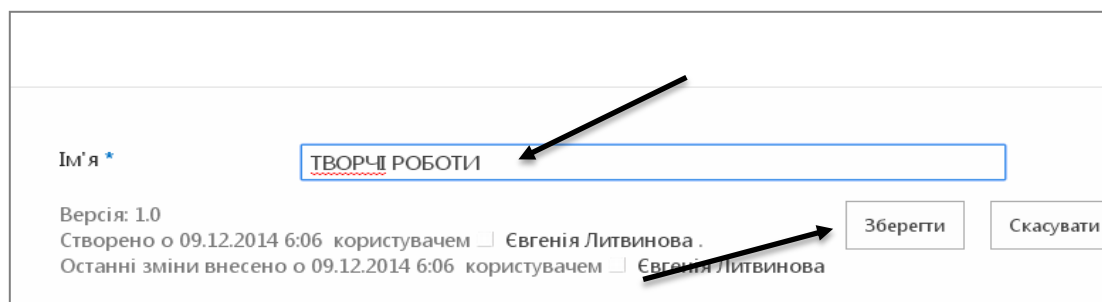 Ім'я *
ТВОРЧІ РОБОТИ
Версія: 1.0
Створено о 09.12.2014 6:06 користувачем Євгенія Литвинова .
Останні зміни внесено о 09.12.2014 6:06 користувачем Євгенія Литвинова
Зберегти
Скасувати